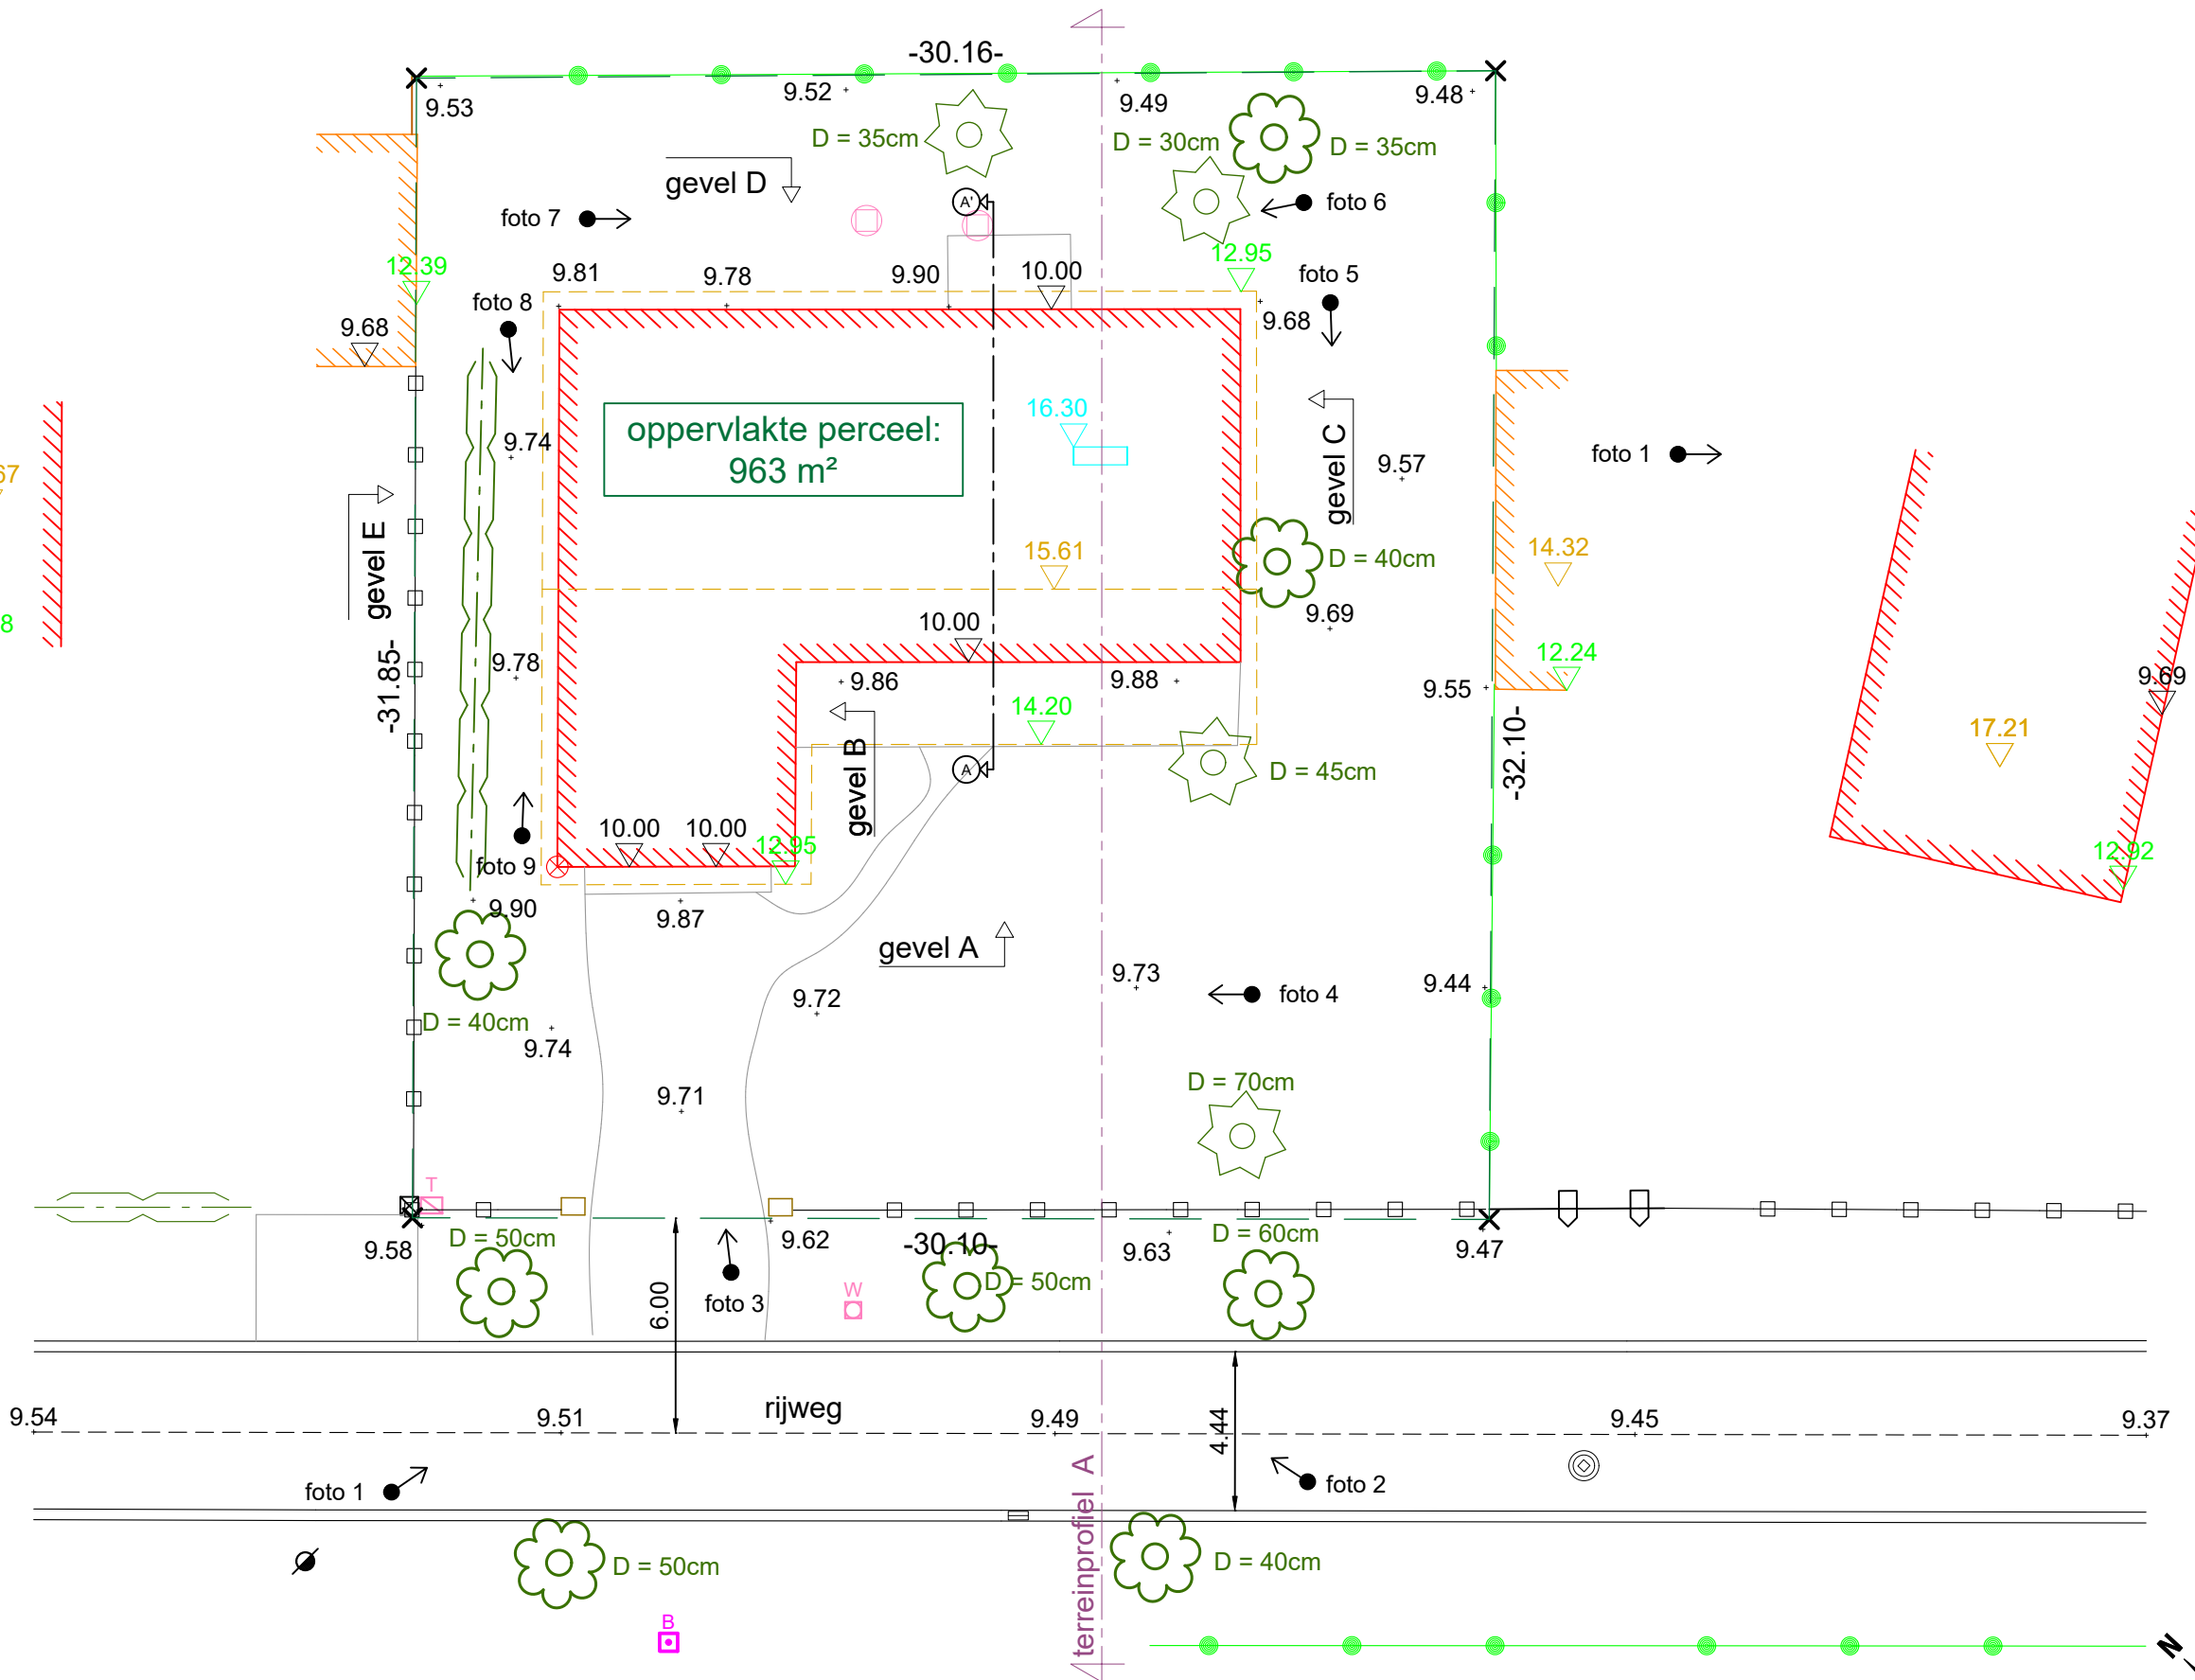 -30.16-
9.53
9.52
9.49
9.48
D = 35cm
D = 30cm
D = 35cm
gevel D
foto 7
A'
foto 6
12.39
9.81
9.78
9.90
10.00
12.95
foto 5
foto 8
9.68
9.68
oppervlakte perceel:
963 m²
16.30
gevel C
9.57
foto 1
9.74
67
gevel E
15.61
D = 40cm
14.32
9.69
10.00
8
-31.85-
9.78
9.86
9.88
9.55
12.24
9.69
14.20
17.21
-32.10-
gevel B
A
D = 45cm
10.00
10.00
12.95
foto 9
12.92
9.90
9.87
gevel A
9.72
9.73
9.44
foto 4
D = 40cm
9.74
9.71
D = 70cm
T
9.58
D = 50cm
9.62
-30.10-
9.63
D = 60cm
9.47
D = 50cm
W
foto 3
6.00
rijweg
9.54
9.51
9.49
4.44
9.45
9.37
foto 1
foto 2
terreinprofiel A
D = 50cm
D = 40cm
B
N